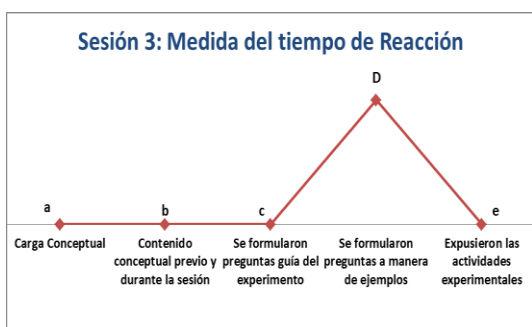 Sesión 3: Medida del tiempo de Reacción
D
a
b
c
e
Carga Conceptual
Contenido
conceptual previo y
durante la sesión
Se formularon
preguntas guía del
experimento
Se formularon
preguntas a manera
de ejemplos
Expusieron las
actividades
experimentales